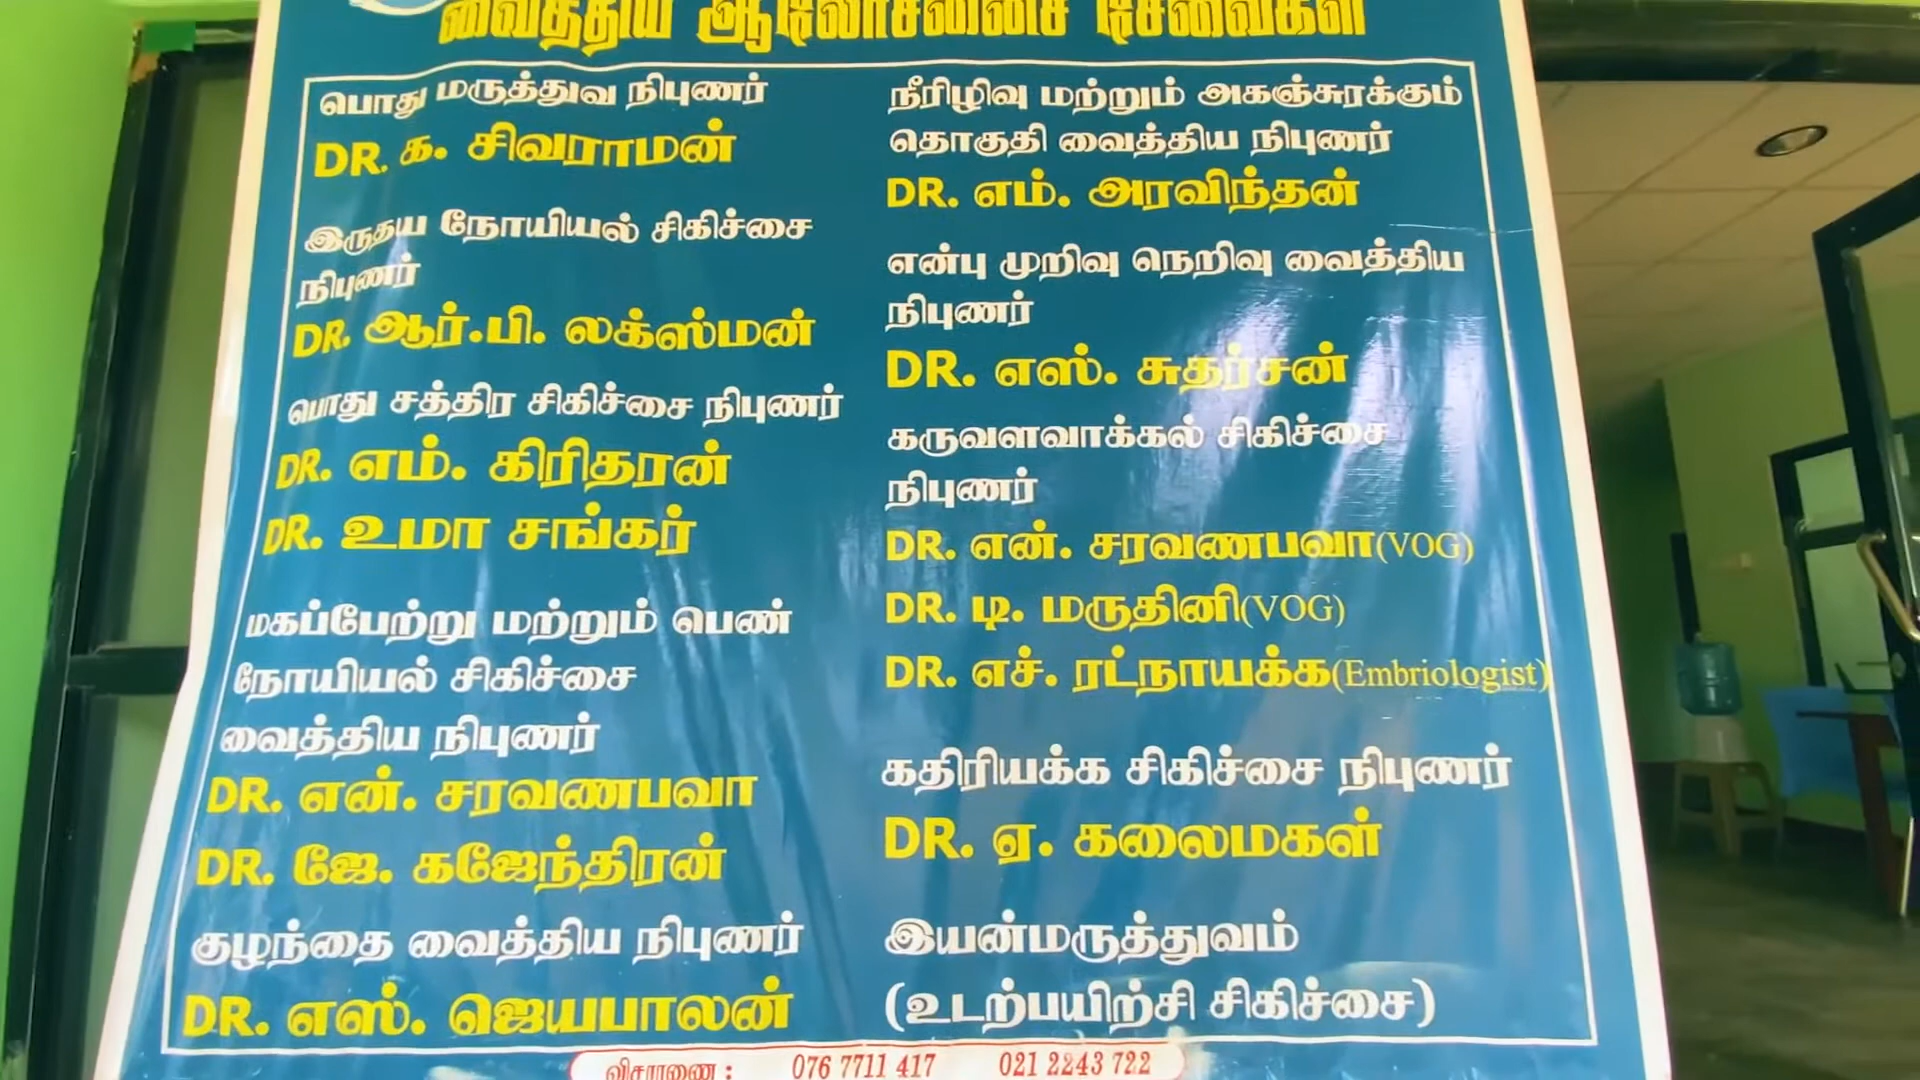 வைத்திய ஆலோசனைச் சேவைகள்
பொது மருத்துவ நிபுணர்
DR. க. சிவராமன்
இருதய நோயியல் சிகிச்சை
நிபுணர்
DR. ஆர்.பி. லக்ஸ்மன்
பொது சத்திர சிகிச்சை நிபுணர்
DR. எம். கிரிதரன்
DR. உமா சங்கர்
மகப்பேற்று மற்றும் பெண்
நோயியல் சிகிச்சை
வைத்திய நிபுணர்
DR. என். சரவணபவா
DR. ஜே. கஜேந்திரன்
குழந்தை வைத்திய நிபுணர்
DR. எஸ். ஜெயபாலன்
நீரிழிவு மற்றும் அகஞ்சுரக்கும்
தொகுதி வைத்திய நிபுணர்
DR. எம். அரவிந்தன்
என்பு முறிவு நெறிவு வைத்திய
நிபுணர்
DR. எஸ். சுதர்சன்
கருவளவாக்கல் சிகிச்சை
நிபுணர்
DR. என். சரவணபவா(VOG)
DR. டி. மருதினி(VOG)
DR. எச். ரட்நாயக்க(Embriologist)
கதிரியக்க சிகிச்சை நிபுணர்
DR. ஏ. கலைமகள்
இயன்மருத்துவம்
(உடற்பயிற்சி சிகிச்சை)
விசாரணை : 076 7711 417 021 2243 722